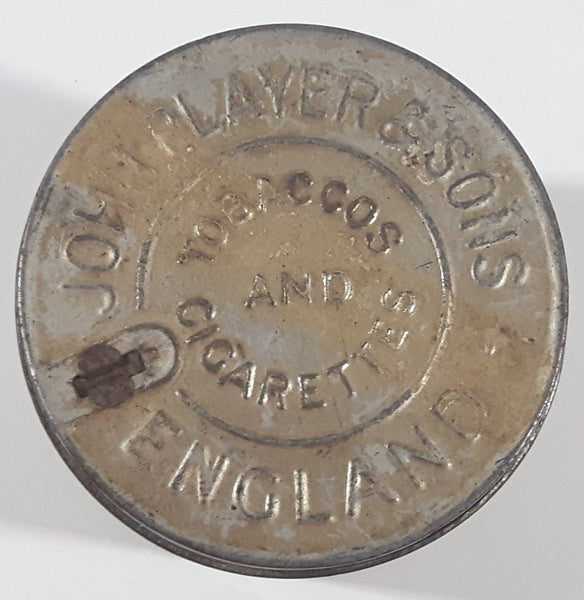 JOHN PLAYER & SONS
TOBACCOS
AND
CIGARETTES
ENGLAND